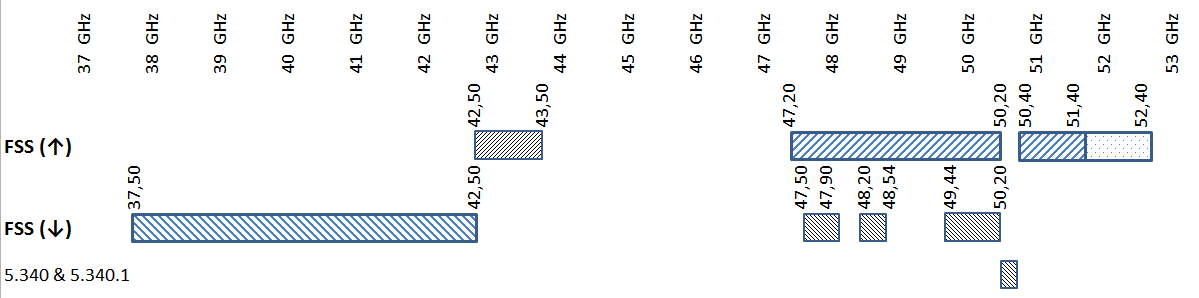 37 GHz 38 GHz 39 GHz 40 GHz 41 GHz 42 GHz 43 GHz 44 GHz 45 GHz 46 GHz 47 GHz 48 GHz 49 GHz 50 GHz 51 GHz 52 GHz 53 GHz
42,50 43,50 47,20 50,20 50,40 51,40 52,40
FSS (↑)
37,50 42,50 47,50 47,90 48,20 48,54 49,44 50,20
FSS (↓)
5.340 & 5.340.1